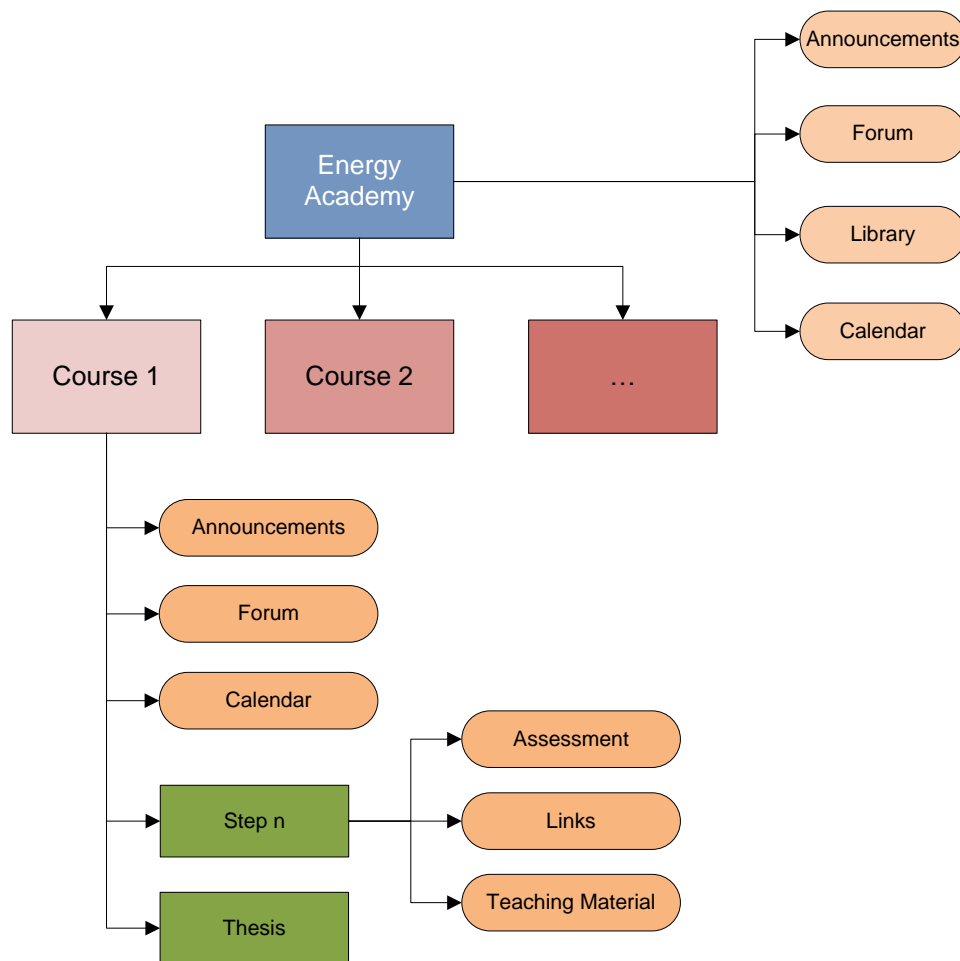 Announcements
Energy
Academy
Forum
Library
Calendar
Course 1
Course 2
...
Announcements
Forum
Calendar
Assessment
Step n
Links
Teaching Material
Thesis